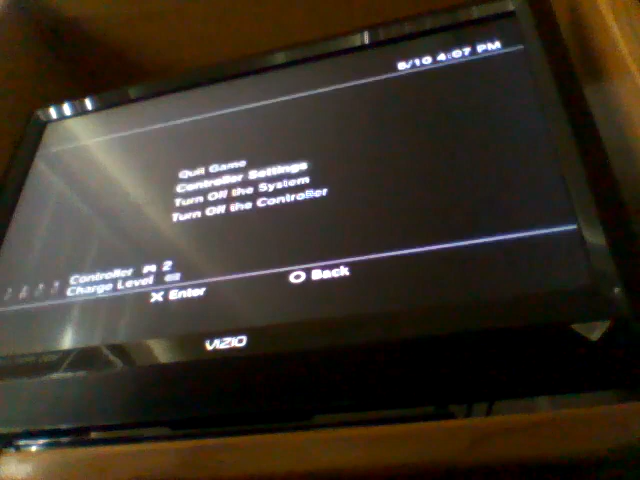 8/10 4:07 PM
Quit Game
Controller Settings
Turn Off the System
Turn Off the Controller
Controller 2
Charge Level
Enter
Back
VIZIO